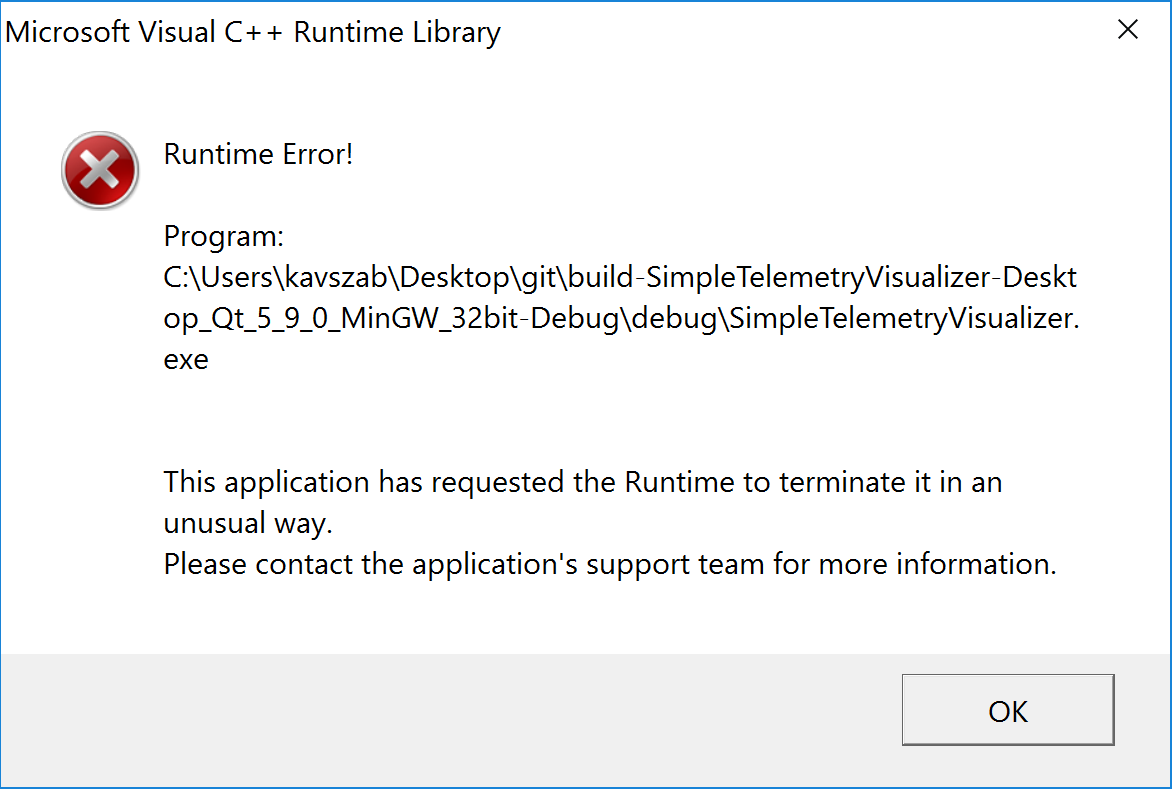 Microsoft Visual C++ Runtime Library
Runtime Error!
Program:
C:\Users\kavszab\Desktop\git\build-SimpleTelemetryVisualizer-Deskt
op_Qt_5_9_0_MinGW_32bit-Debug\debug\SimpleTelemetryVisualizer.
exe
This application has requested the Runtime to terminate it in an
unusual way.
Please contact the application's support team for more information.
OK